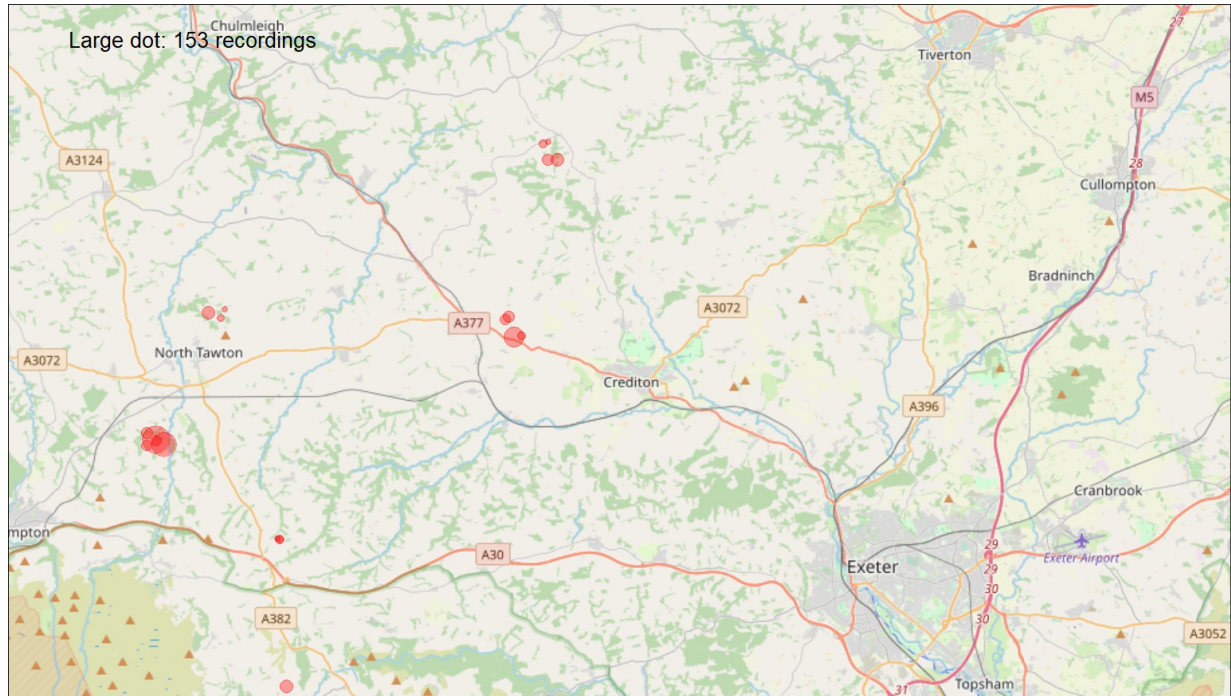 Chulmleigh
Large dot: 153 recordings
27
Tiverton
M5
A3124
28
Cullompton
Bradninch
A3072
A377
North Tawton
A3072
Crediton
A396
Cranbrook
mpton
A30
29
Exeter Airport
Exeter
29
30
A382
30
A3052
Topsham
31